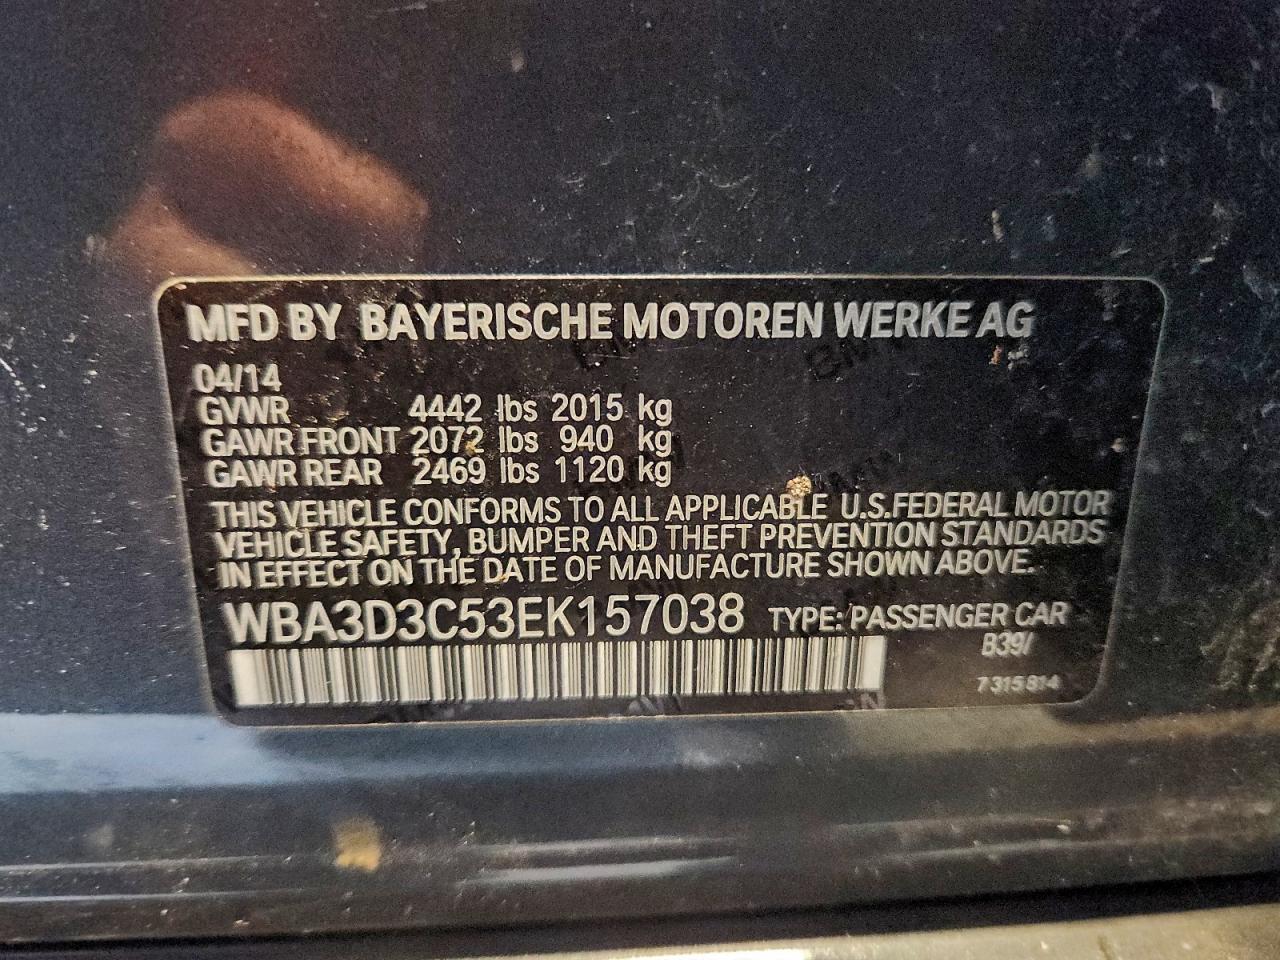 MFD BY BAYERISCHE MOTOREN WERKE AG
04/14
GVWR 4442 lbs 2015 kg
GAWR FRONT 2072 lbs 940 kg
GAWR REAR 2469 lbs 1120 kg
THIS VEHICLE CONFORMS TO ALL APPLICABLE U.S.FEDERAL MOTOR
VEHICLE SAFETY, BUMPER AND THEFT PREVENTION STANDARDS
IN EFFECT ON THE DATE OF MANUFACTURE SHOWN ABOVE.
WBA3D3C53EK157038 TYPE: PASSENGER CAR
B39/
7 315 814